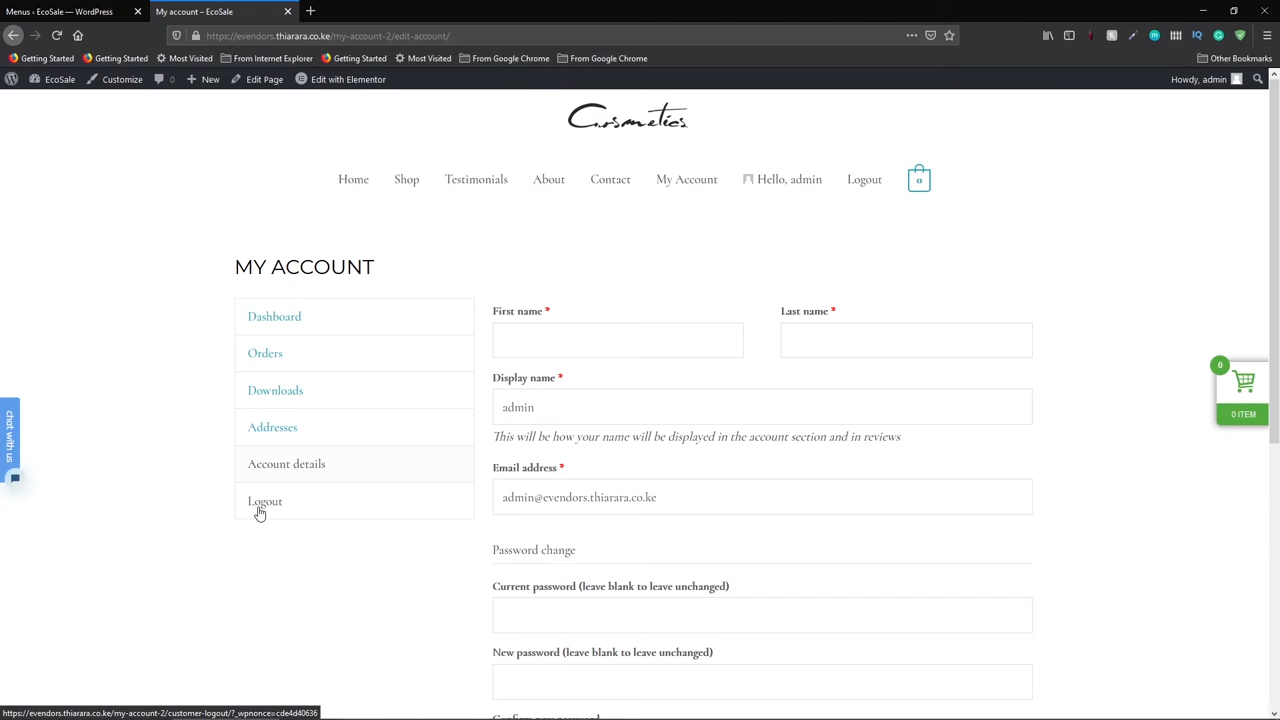 Menus ‹ EcoSale — WordPress
My account – EcoSale
https://evendors.thiarara.co.ke/my-account-2/edit-account/
Getting Started
Getting Started
Most Visited
From Internet Explorer
Getting Started
Most Visited
From Google Chrome
From Google Chrome
Other Bookmarks
EcoSale
Customize
0
New
Edit Page
Edit with Elementor
Howdy, admin
Cosmetics
Home
Shop
Testimonials
About
Contact
My Account
Hello, admin
Logout
0
MY ACCOUNT
Dashboard
Orders
Downloads
Addresses
Account details
Logout
First name *
Last name *
Display name *
admin
This will be how your name will be displayed in the account section and in reviews
Email address *
admin@evendors.thiarara.co.ke
Password change
Current password (leave blank to leave unchanged)
New password (leave blank to leave unchanged)
Confirm new password
0
0 ITEM
chat with us
https://evendors.thiarara.co.ke/my-account-2/customer-logout/?_wpnonce=cde4d40636